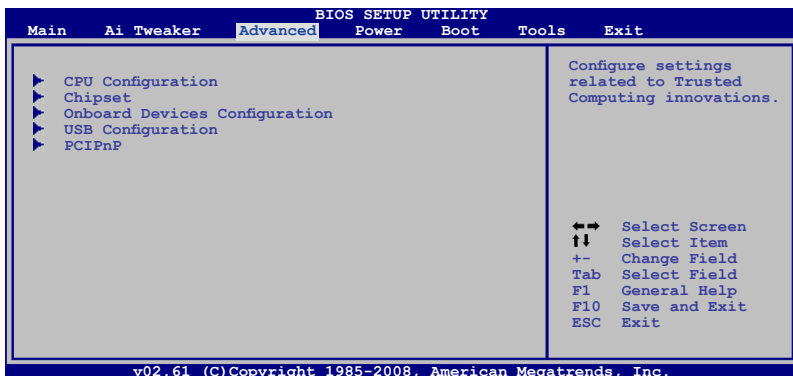 BIOS SETUP UTILITY
Main Ai Tweaker Advanced Power Boot Tools Exit
CPU Configuration
Chipset
Onboard Devices Configuration
USB Configuration
PCIPnP
Configure settings
related to Trusted
Computing innovations.
←→ Select Screen
↑↓ Select Item
+- Change Field
Tab Select Field
F1 General Help
F10 Save and Exit
ESC Exit
v02.61 (C)Copyright 1985-2008, American Megatrends, Inc.